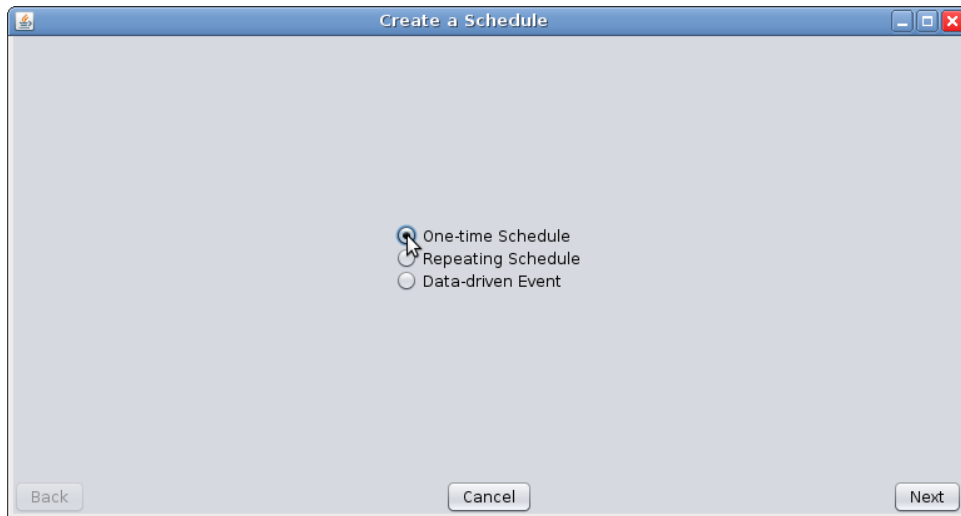 Create a Schedule
One-time Schedule
Repeating Schedule
Data-driven Event
Back Cancel Next